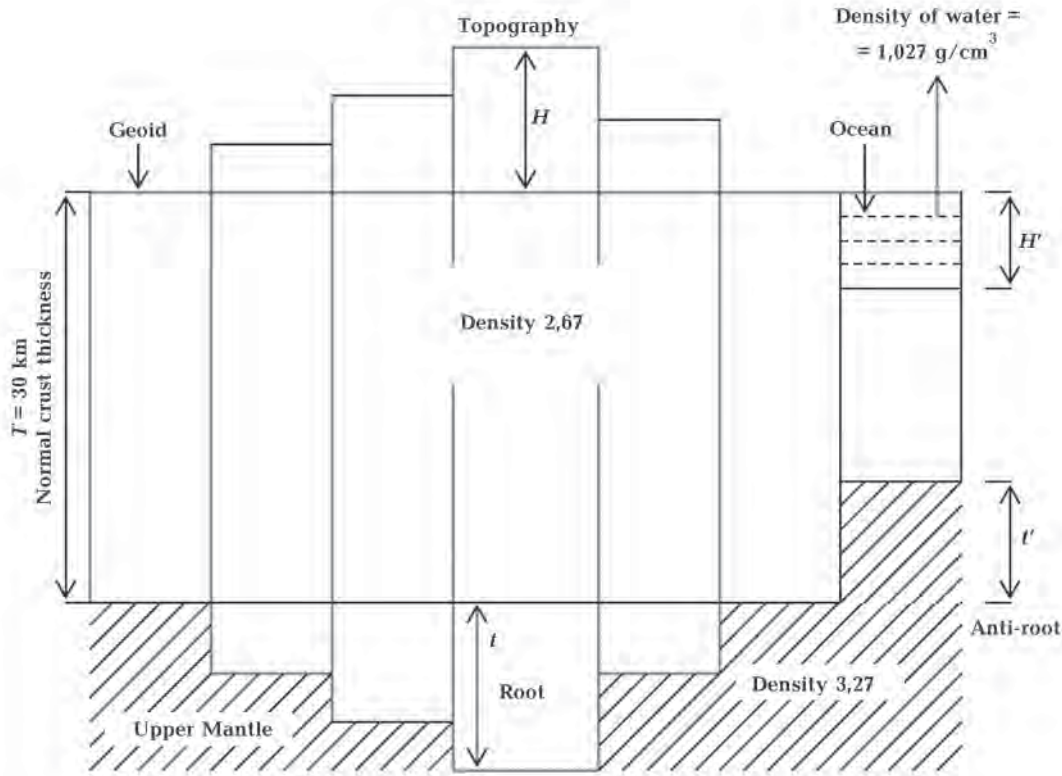 Topography
Density of water =
= 1,027 g/cm³
Geoid
H
Ocean
H′
T = 30 km
Normal crust thickness
Density 2,67
t′
Anti-root
t
Root
Density 3,27
Upper Mantle